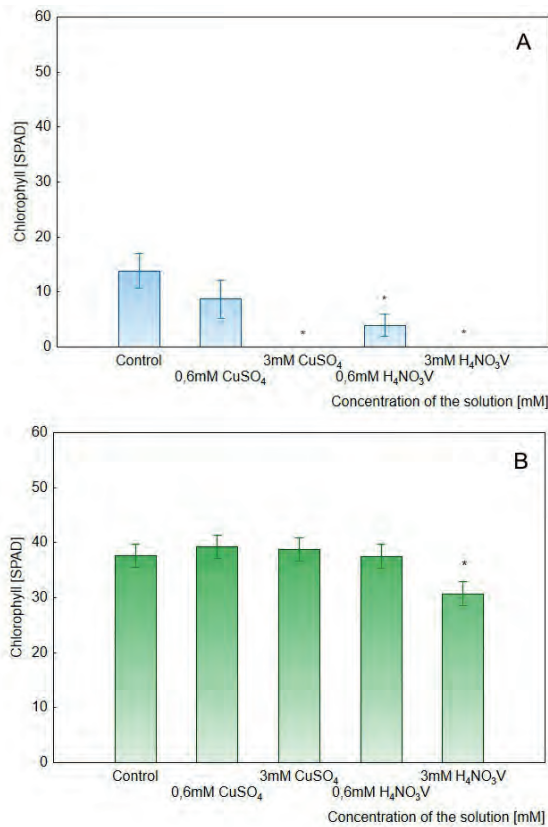 A
60
50
40
30
20
10
0
Chlorophyll [SPAD]
*
*
*
Control 3mM CuSO₄ 3mM H₄NO₃V
0,6mM CuSO₄ 0,6mM H₄NO₃V
Concentration of the solution [mM]
B
60
50
40
30
20
10
0
Chlorophyll [SPAD]
*
Control 3mM CuSO₄ 3mM H₄NO₃V
0,6mM CuSO₄ 0,6mM H₄NO₃V
Concentration of the solution [mM]